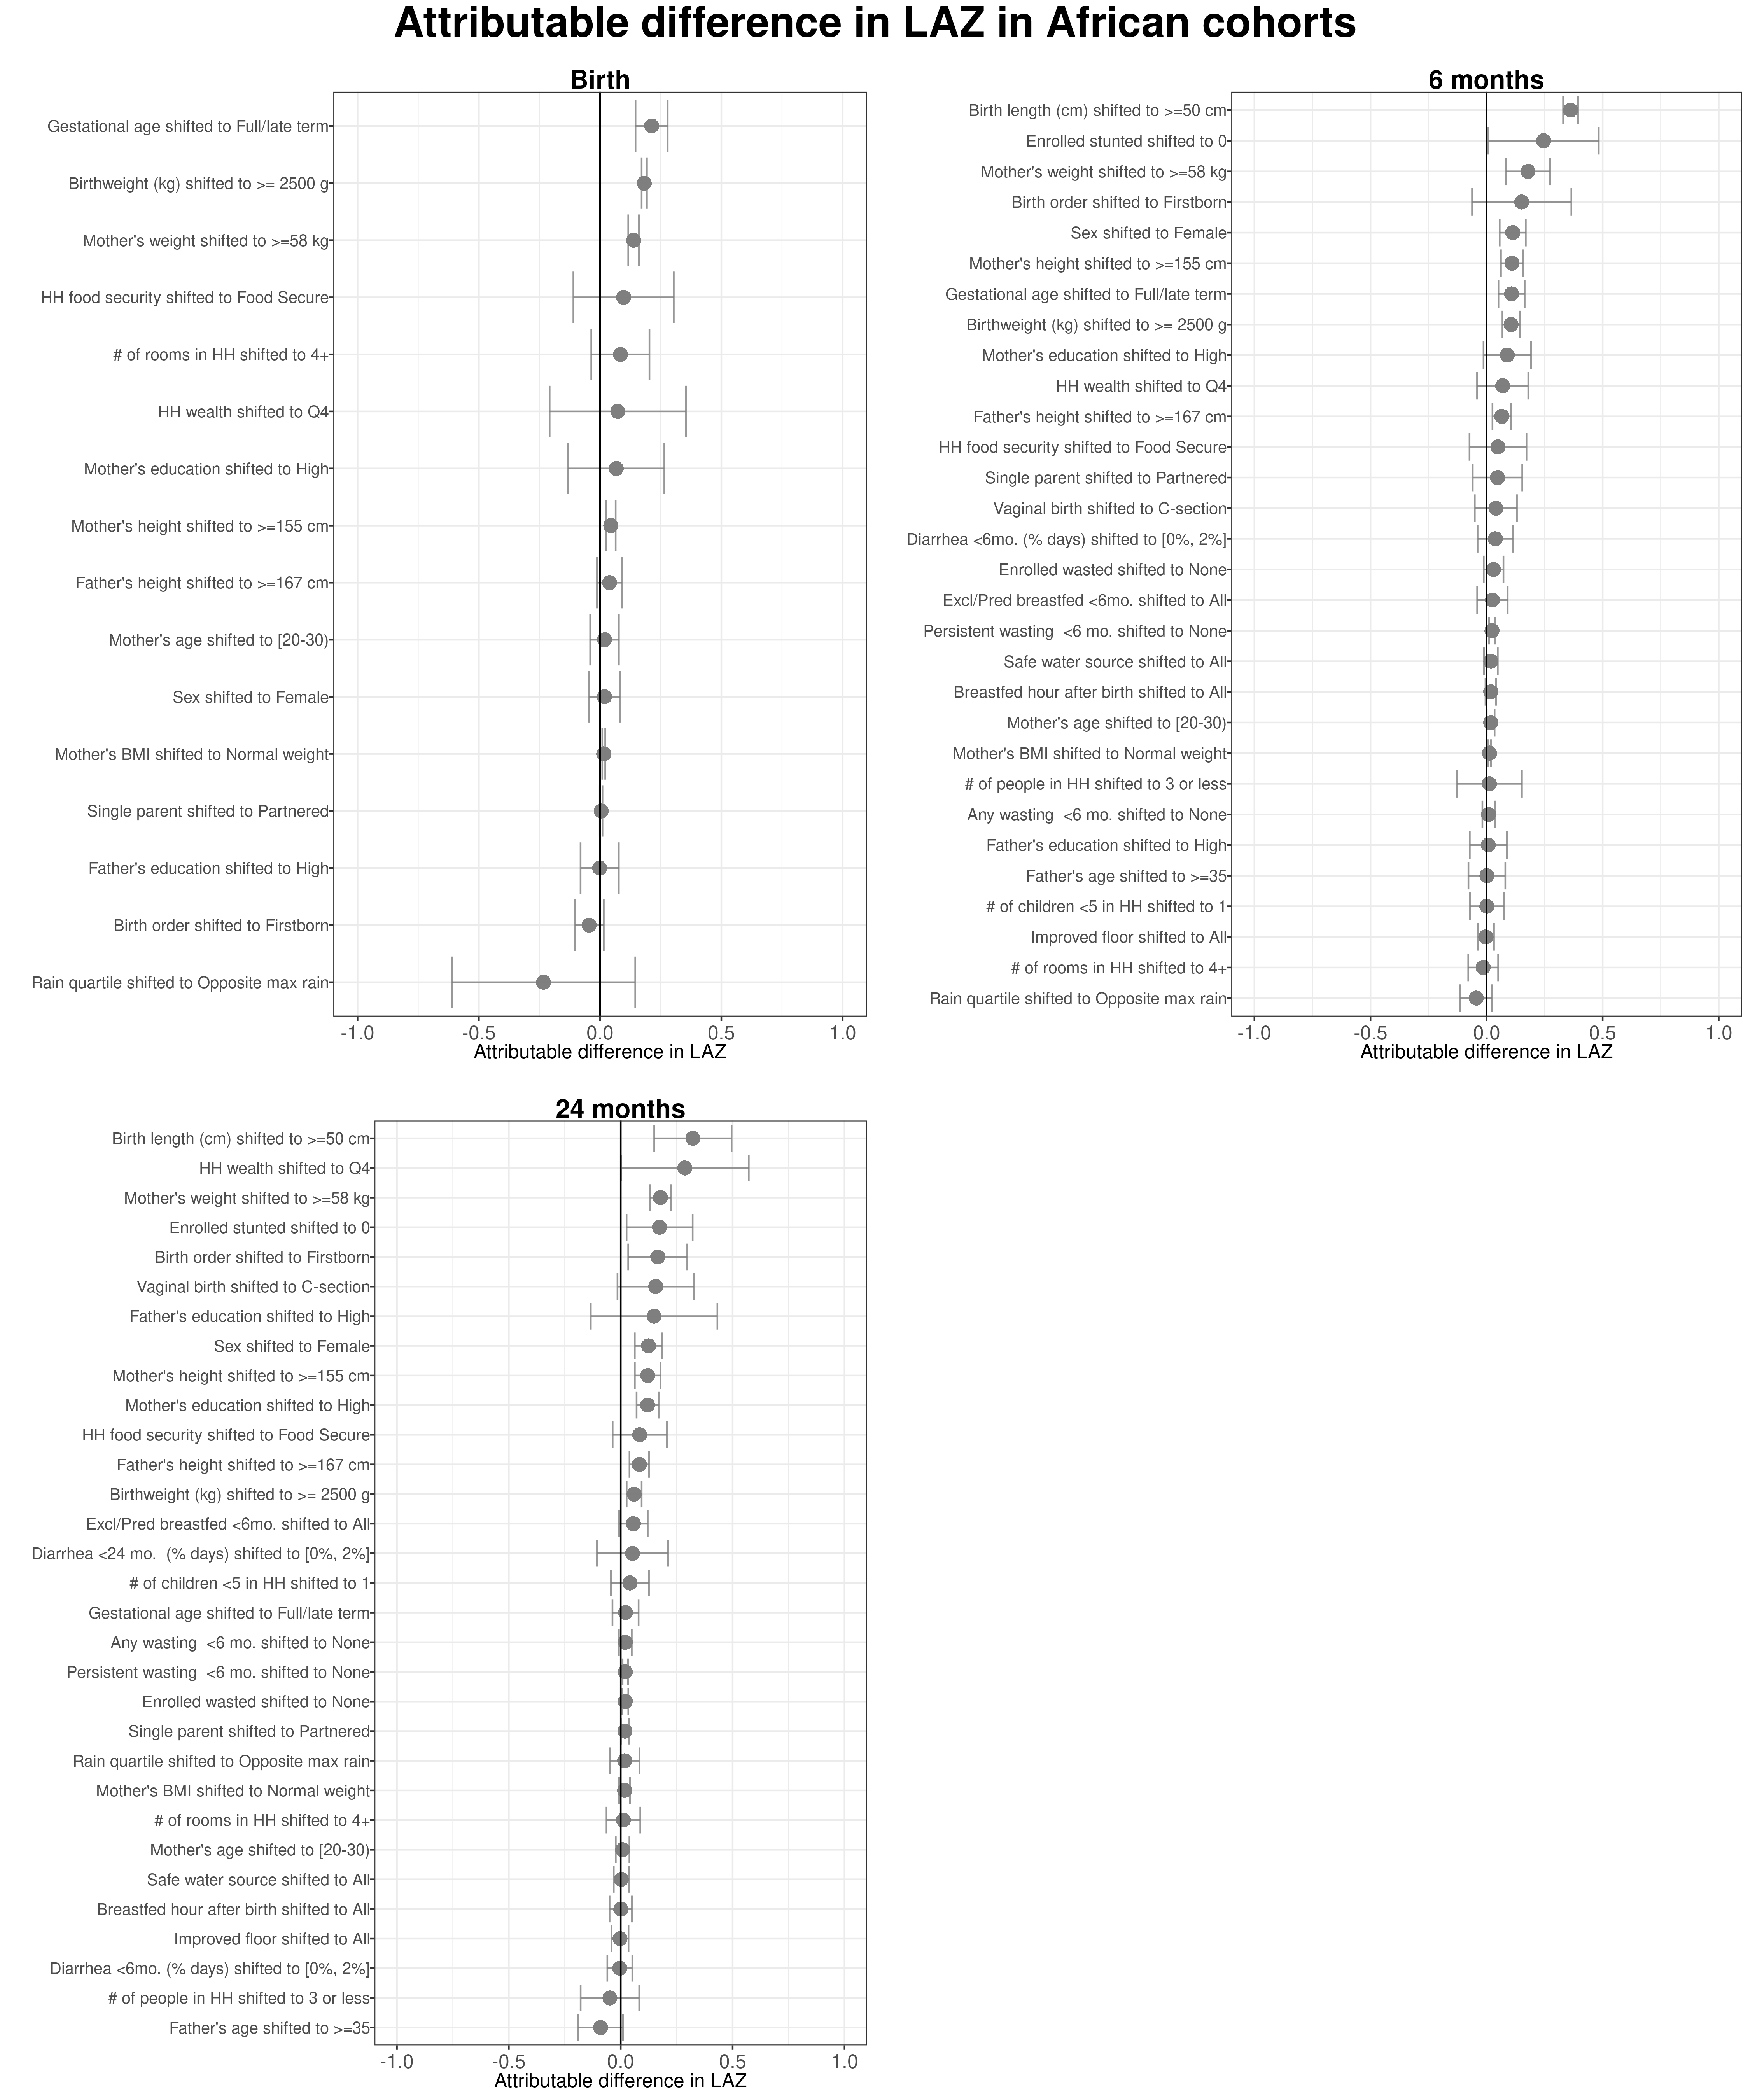 Attributable difference in LAZ in African cohorts
Birth
Gestational age shifted to Full/late term
Birthweight (kg) shifted to >= 2500 g
Mother's weight shifted to >=58 kg
HH food security shifted to Food Secure
# of rooms in HH shifted to 4+
HH wealth shifted to Q4
Mother's education shifted to High
Mother's height shifted to >=155 cm
Father's height shifted to >=167 cm
Mother's age shifted to [20-30)
Sex shifted to Female
Mother's BMI shifted to Normal weight
Single parent shifted to Partnered
Father's education shifted to High
Birth order shifted to Firstborn
Rain quartile shifted to Opposite max rain
-1.0 -0.5 0.0 0.5 1.0
Attributable difference in LAZ
6 months
Birth length (cm) shifted to >=50 cm
Enrolled stunted shifted to 0
Mother's weight shifted to >=58 kg
Birth order shifted to Firstborn
Sex shifted to Female
Mother's height shifted to >=155 cm
Gestational age shifted to Full/late term
Birthweight (kg) shifted to >= 2500 g
Mother's education shifted to High
HH wealth shifted to Q4
Father's height shifted to >=167 cm
HH food security shifted to Food Secure
Single parent shifted to Partnered
Vaginal birth shifted to C-section
Diarrhea <6mo. (% days) shifted to [0%, 2%]
Enrolled wasted shifted to None
Excl/Pred breastfed <6mo. shifted to All
Persistent wasting  <6 mo. shifted to None
Safe water source shifted to All
Breastfed hour after birth shifted to All
Mother's age shifted to [20-30)
Mother's BMI shifted to Normal weight
# of people in HH shifted to 3 or less
Any wasting  <6 mo. shifted to None
Father's education shifted to High
Father's age shifted to >=35
# of children <5 in HH shifted to 1
Improved floor shifted to All
# of rooms in HH shifted to 4+
Rain quartile shifted to Opposite max rain
-1.0 -0.5 0.0 0.5 1.0
Attributable difference in LAZ
24 months
Birth length (cm) shifted to >=50 cm
HH wealth shifted to Q4
Mother's weight shifted to >=58 kg
Enrolled stunted shifted to 0
Birth order shifted to Firstborn
Vaginal birth shifted to C-section
Father's education shifted to High
Sex shifted to Female
Mother's height shifted to >=155 cm
Mother's education shifted to High
HH food security shifted to Food Secure
Father's height shifted to >=167 cm
Birthweight (kg) shifted to >= 2500 g
Excl/Pred breastfed <6mo. shifted to All
Diarrhea <24 mo.  (% days) shifted to [0%, 2%]
# of children <5 in HH shifted to 1
Gestational age shifted to Full/late term
Any wasting  <6 mo. shifted to None
Persistent wasting  <6 mo. shifted to None
Enrolled wasted shifted to None
Single parent shifted to Partnered
Rain quartile shifted to Opposite max rain
Mother's BMI shifted to Normal weight
# of rooms in HH shifted to 4+
Mother's age shifted to [20-30)
Safe water source shifted to All
Breastfed hour after birth shifted to All
Improved floor shifted to All
Diarrhea <6mo. (% days) shifted to [0%, 2%]
# of people in HH shifted to 3 or less
Father's age shifted to >=35
-1.0 -0.5 0.0 0.5 1.0
Attributable difference in LAZ